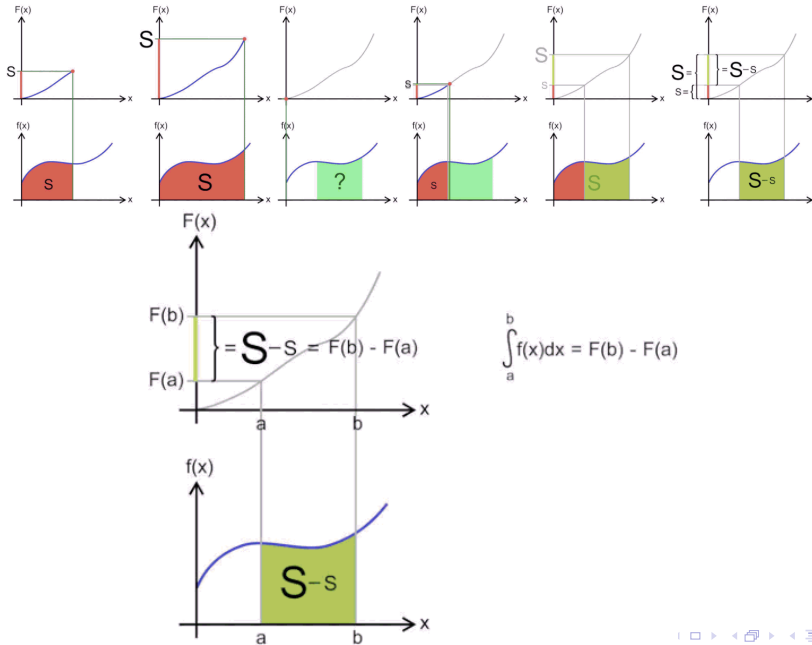 F(x) F(x) F(x) F(x) F(x) F(x)
S S s S S = = S-s
s =
x x x x x x
f(x) f(x) f(x) f(x) f(x) f(x)
s S ? s S S-s
x x x x x x
F(x)
F(b)
= S-s = F(b) - F(a)
F(a)
x
a b
b
∫f(x)dx = F(b) - F(a)
a
f(x)
S-s
x
a b